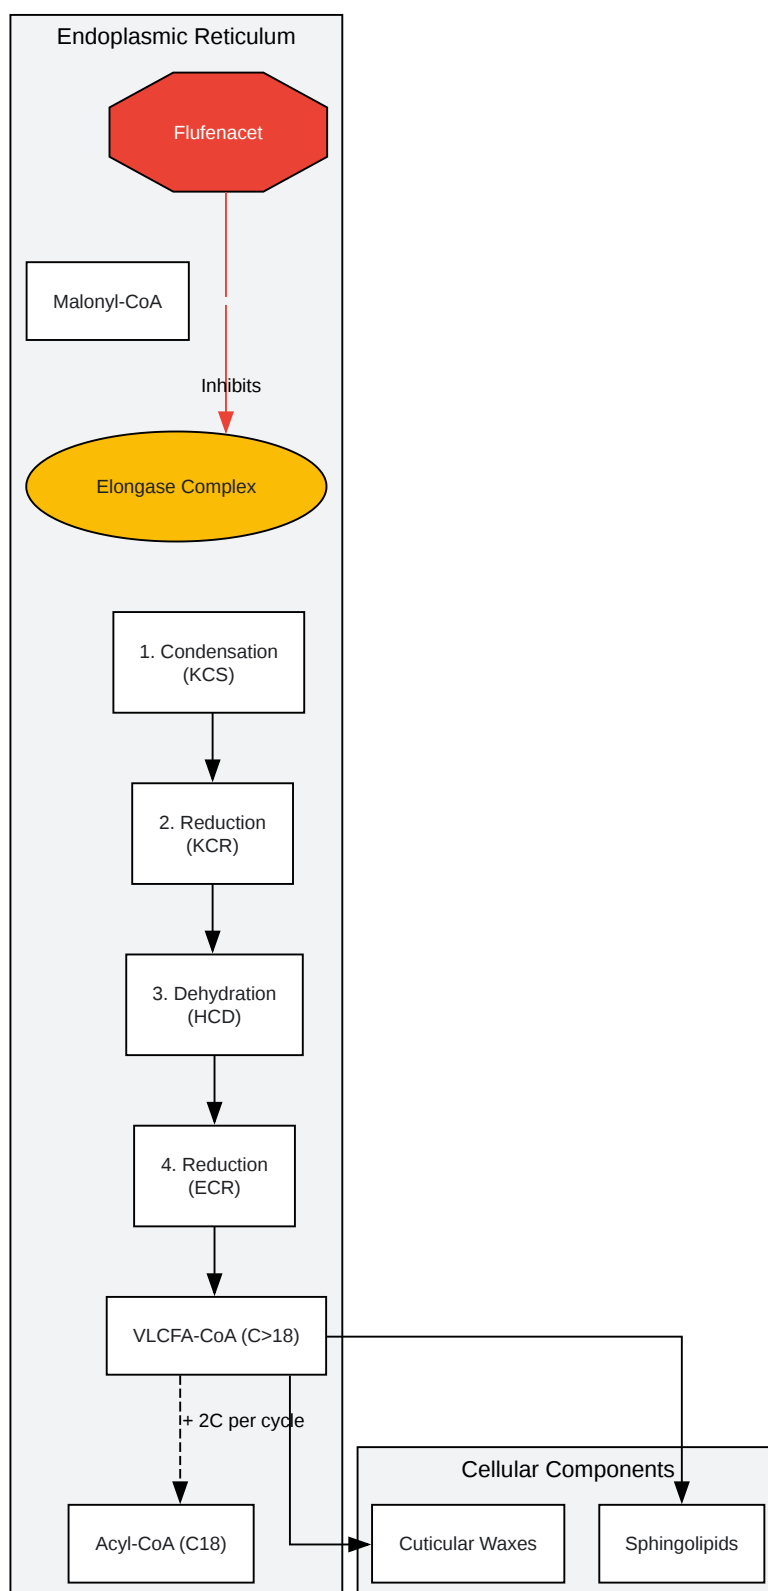 Endoplasmic Reticulum
Flufenacet
Malonyl-CoA
Inhibits
Elongase Complex
1. Condensation
(KCS)
2. Reduction
(KCR)
3. Dehydration
(HCD)
4. Reduction
(ECR)
VLCFA-CoA (C>18)
+ 2C per cycle
Cellular Components
Acyl-CoA (C18)
Cuticular Waxes
Sphingolipids